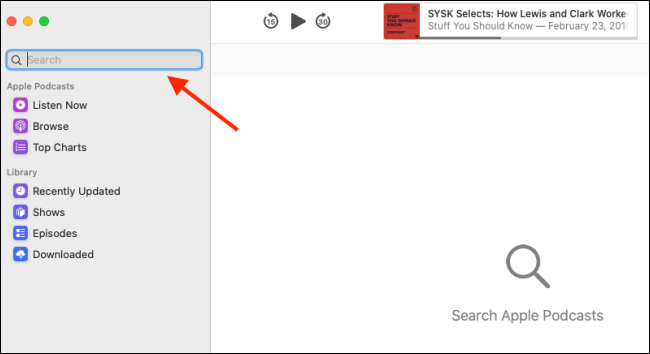 15
30
SYSK Selects: How Lewis and Clark Worke
Stuff You Should Know — February 23, 201
STUFF
YOU SHOULD
KNOW
PODCAST
Search
Apple Podcasts
Listen Now
Browse
Top Charts
Library
Recently Updated
Shows
Episodes
Downloaded
Search Apple Podcasts